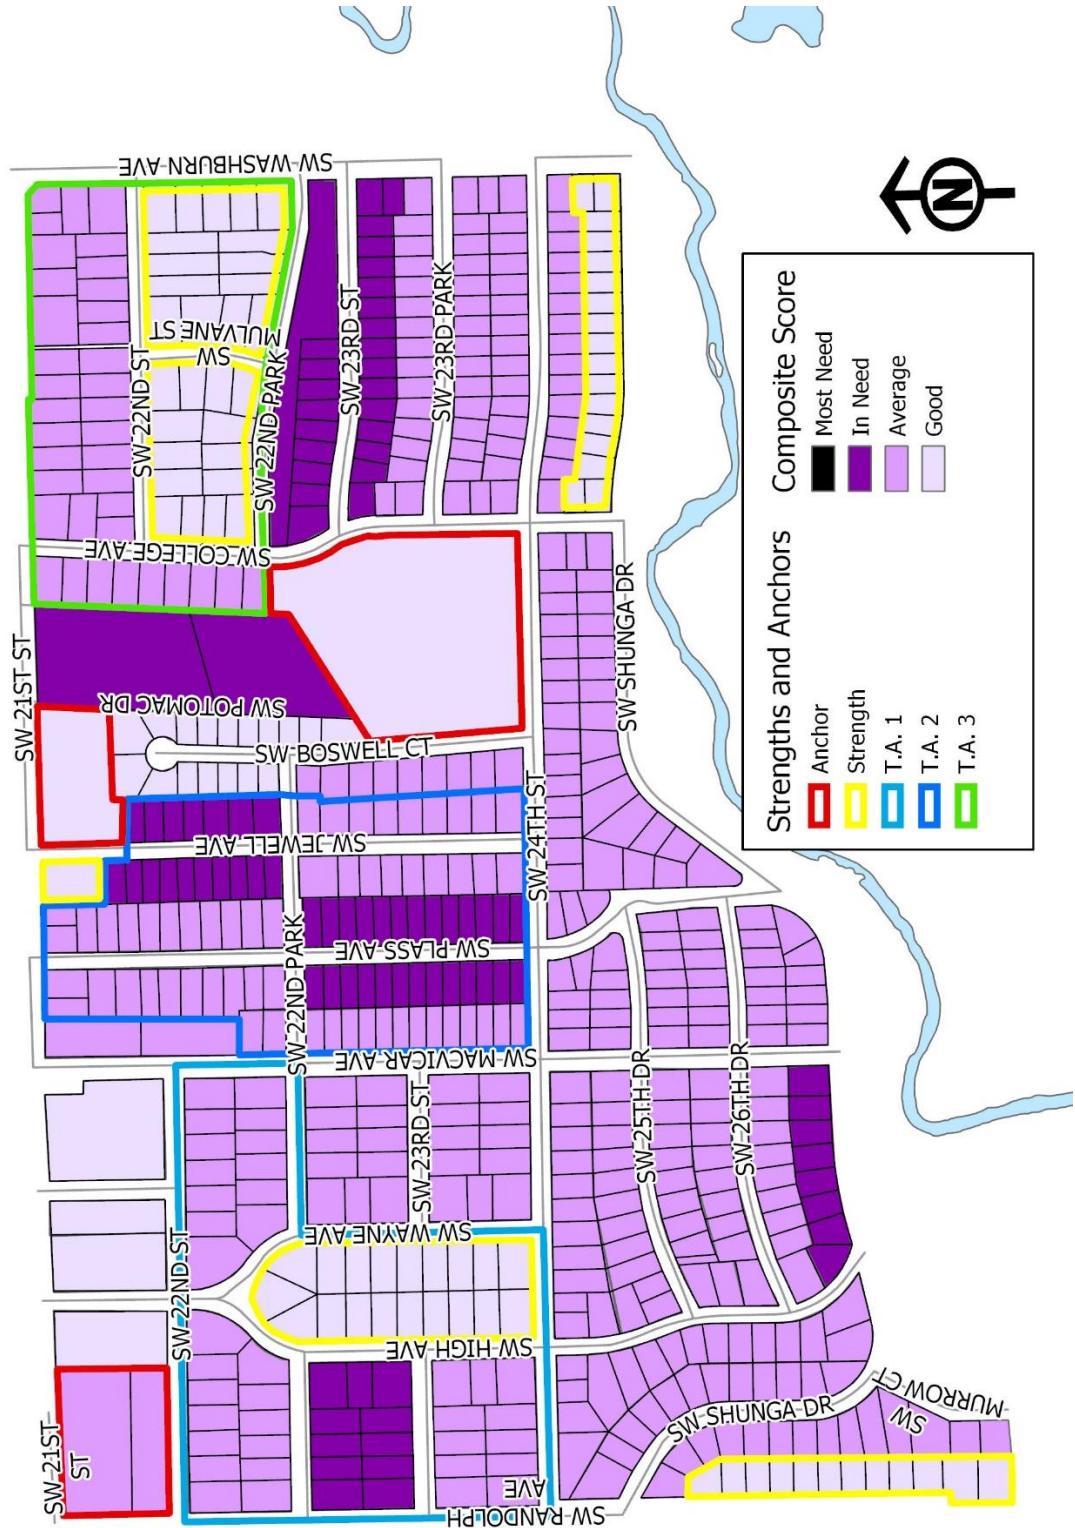 SW WASHBURN AVE
SW 22ND ST
SW
MULVANE ST
SW 22ND PARK
SW 23RD ST
SW 23RD PARK
SW COLLEGE AVE
SW 21ST ST
SW POTOMAC DR
SW BOSWELL CT
SW JEWELL AVE
SW 24TH ST
SW SHUNGA DR
SW 22ND PARK
SW PLASS AVE
SW MACVICAR AVE
SW 23RD ST
SW 25TH DR
SW 26TH DR
SW 22ND ST
SW WAYNE AVE
SW HIGH AVE
SW 21ST
ST
SW RANDOLPH
AVE
SW SHUNGA DR
SW
MURROW CT
N
Strengths and Anchors
Anchor
Strength
T.A. 1
T.A. 2
T.A. 3
Composite Score
Most Need
In Need
Average
Good